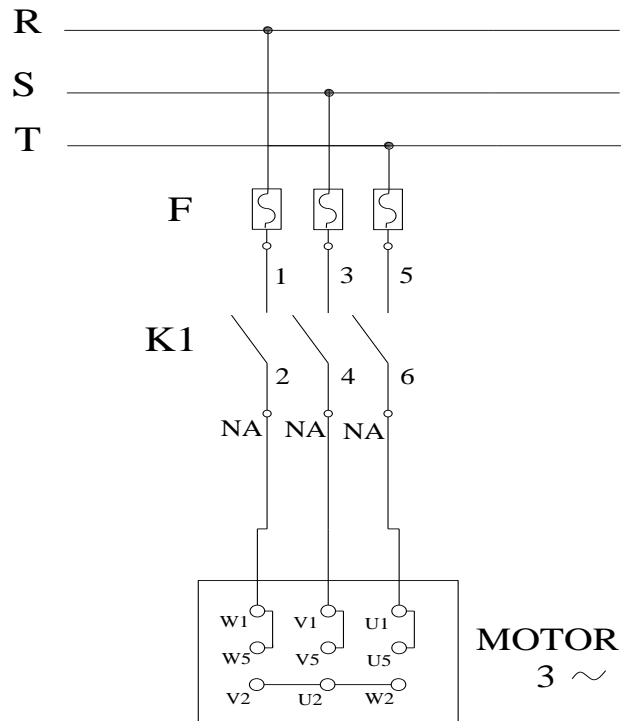 R
S
T
F
1 3 5
K1
2 4 6
NA NA NA
W1 V1 U1
W5 V5 U5
V2 U2 W2
MOTOR
3 ~